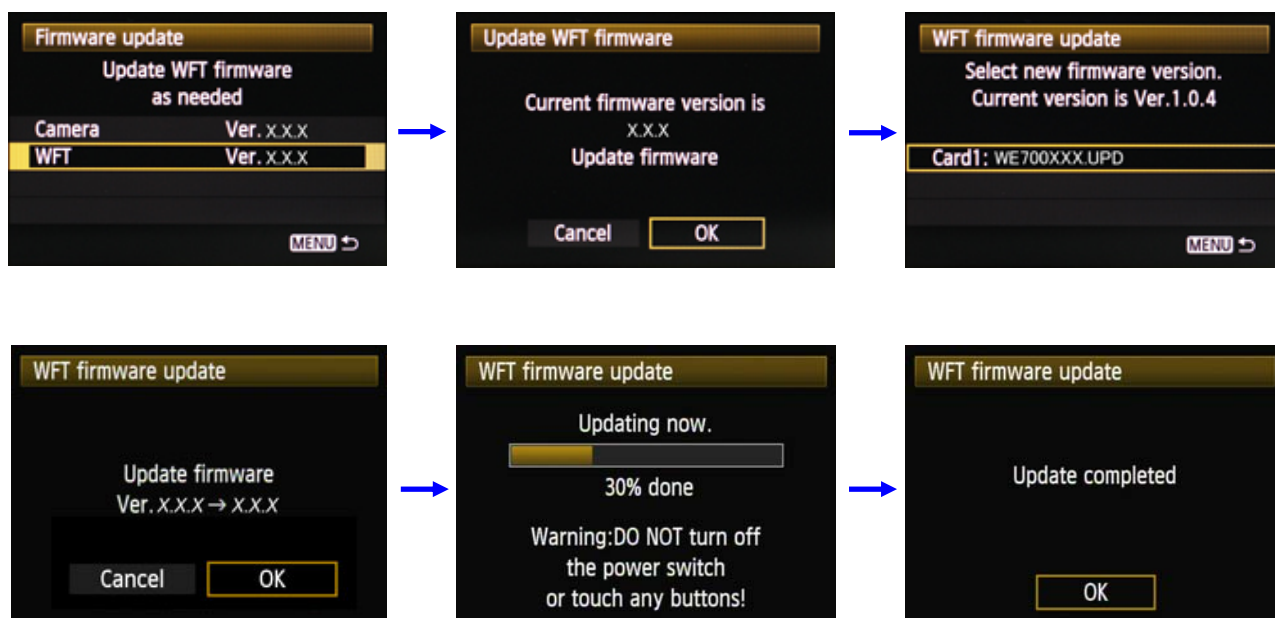 Firmware update
Update WFT firmware
as needed
Camera Ver. X.X.X
WFT Ver. X.X.X
MENU
Update WFT firmware
Current firmware version is
X.X.X
Update firmware
Cancel OK
WFT firmware update
Select new firmware version.
Current version is Ver.1.0.4
Card1: WE700XXX.UPD
MENU
WFT firmware update
Update firmware
Ver. X.X.X → X.X.X
Cancel OK
WFT firmware update
Updating now.
30% done
Warning:DO NOT turn off
the power switch
or touch any buttons!
WFT firmware update
Update completed
OK